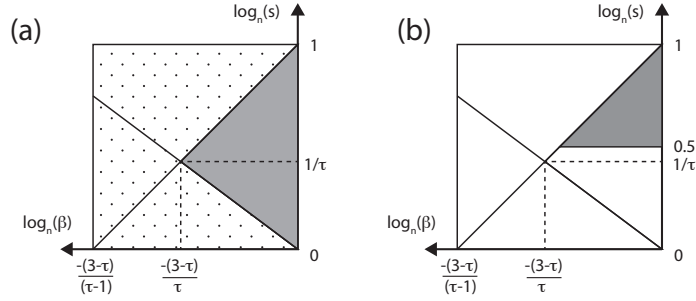 (a)
logₙ(s)
1
1/τ
0
logₙ(β)
-(3-τ)
(τ-1)
-(3-τ)
τ
(b)
logₙ(s)
1
0.5
1/τ
0
logₙ(β)
-(3-τ)
(τ-1)
-(3-τ)
τ